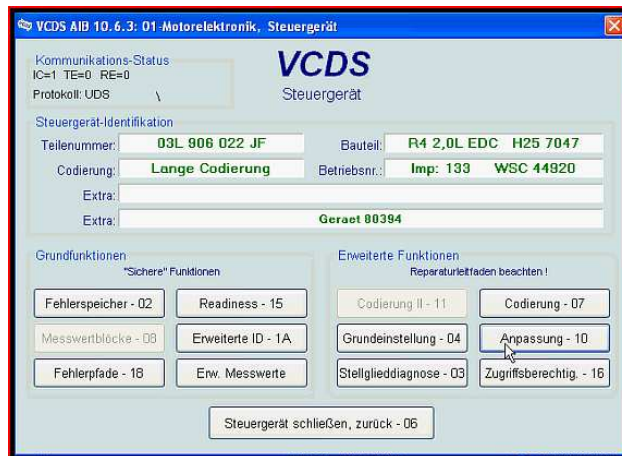 VCDS AIB 10.6.3: 01-Motorelektronik, Steuergerät
Kommunikations-Status
IC=1 TE=0 RE=0
Protokoll: UDS \
VCDS
Steuergerät
Steuergerät-Identifikation
Teilenummer: 03L 906 022 JF Bauteil: R4 2,0L EDC H25 7047
Codierung: Lange Codierung Betriebsnr.: Imp: 133 WSC 44920
Extra:
Extra: Geraet 80394
Grundfunktionen Erweiterte Funktionen
"Sichere" Funktionen Reparaturleitfaden beachten !
Fehlerspeicher - 02 Readiness - 15 Codierung II - 11 Codierung - 07
Messwertblöcke - 08 Erweiterte ID - 1A Grundeinstellung - 04 Anpassung - 10
Fehlerpfade - 18 Erw. Messwerte Stellglieddiagnose - 03 Zugriffsberechtig. - 16
Steuergerät schließen, zurück - 06